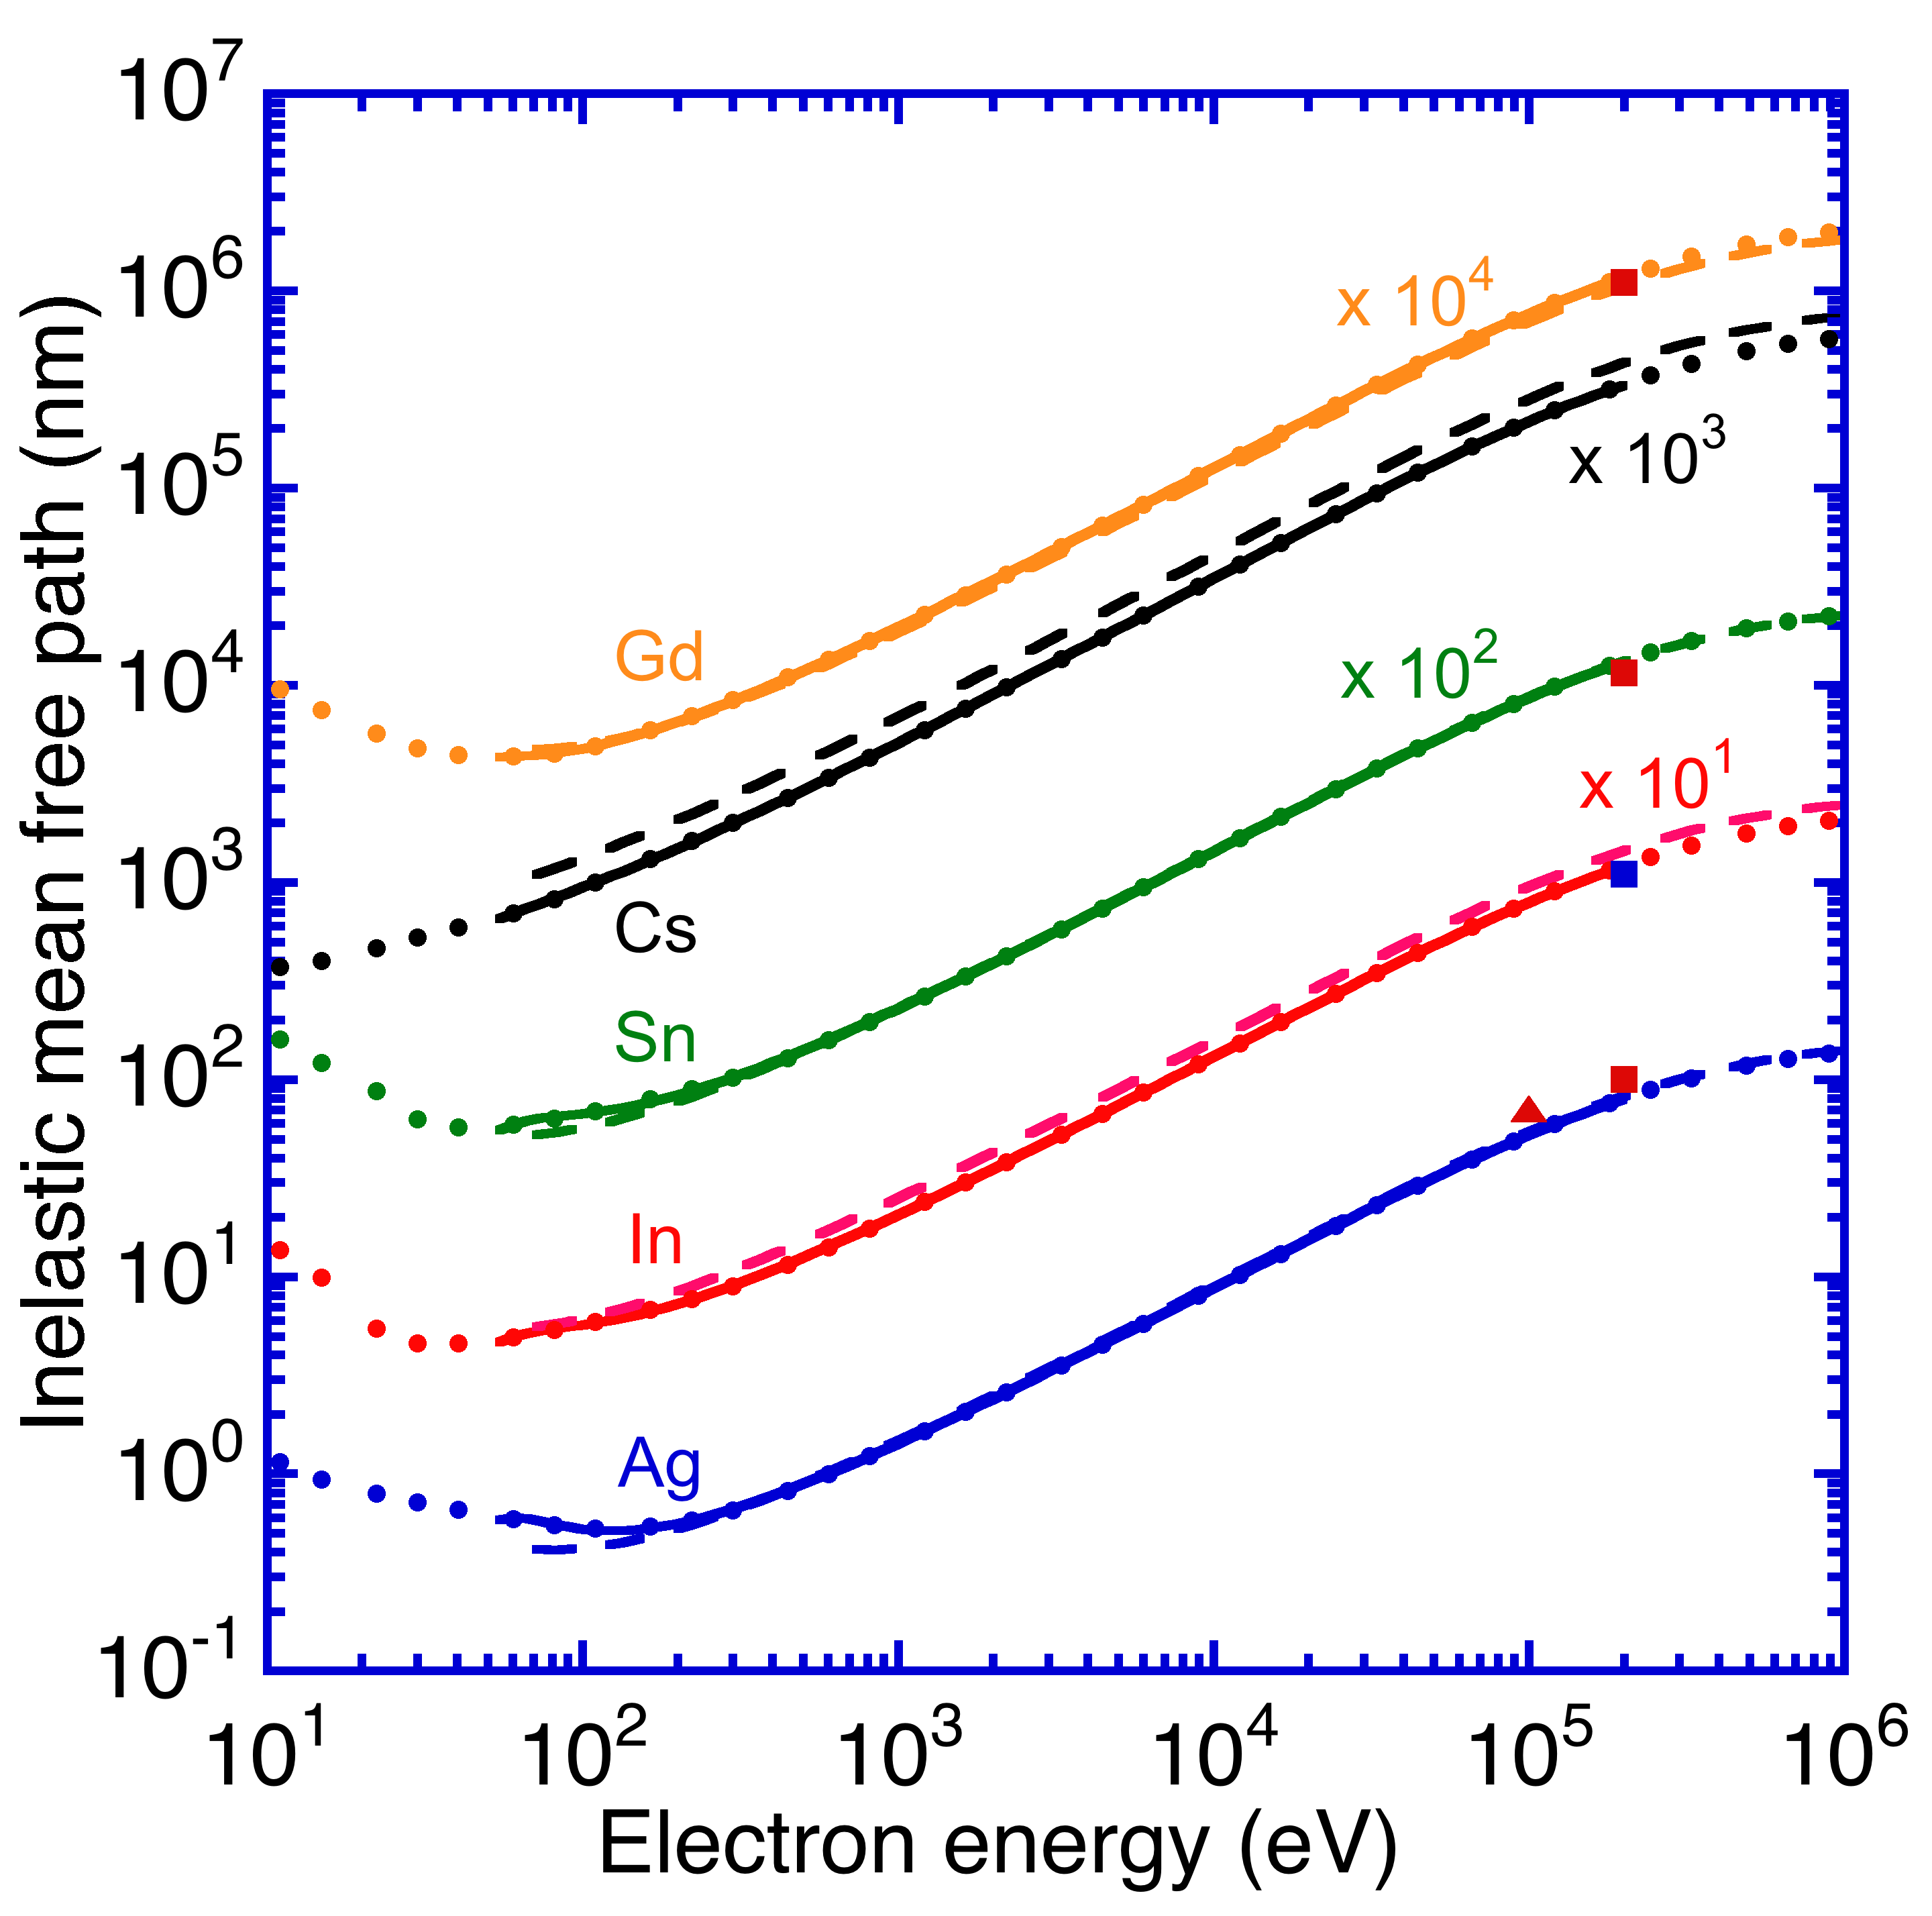 10^7
10^6
10^5
10^4
10^3
10^2
10^1
10^0
10^-1
Inelastic mean free path (nm)
x 10^4
x 10^3
Gd
x 10^2
x 10^1
Cs
Sn
In
Ag
10^1 10^2 10^3 10^4 10^5 10^6
Electron energy (eV)